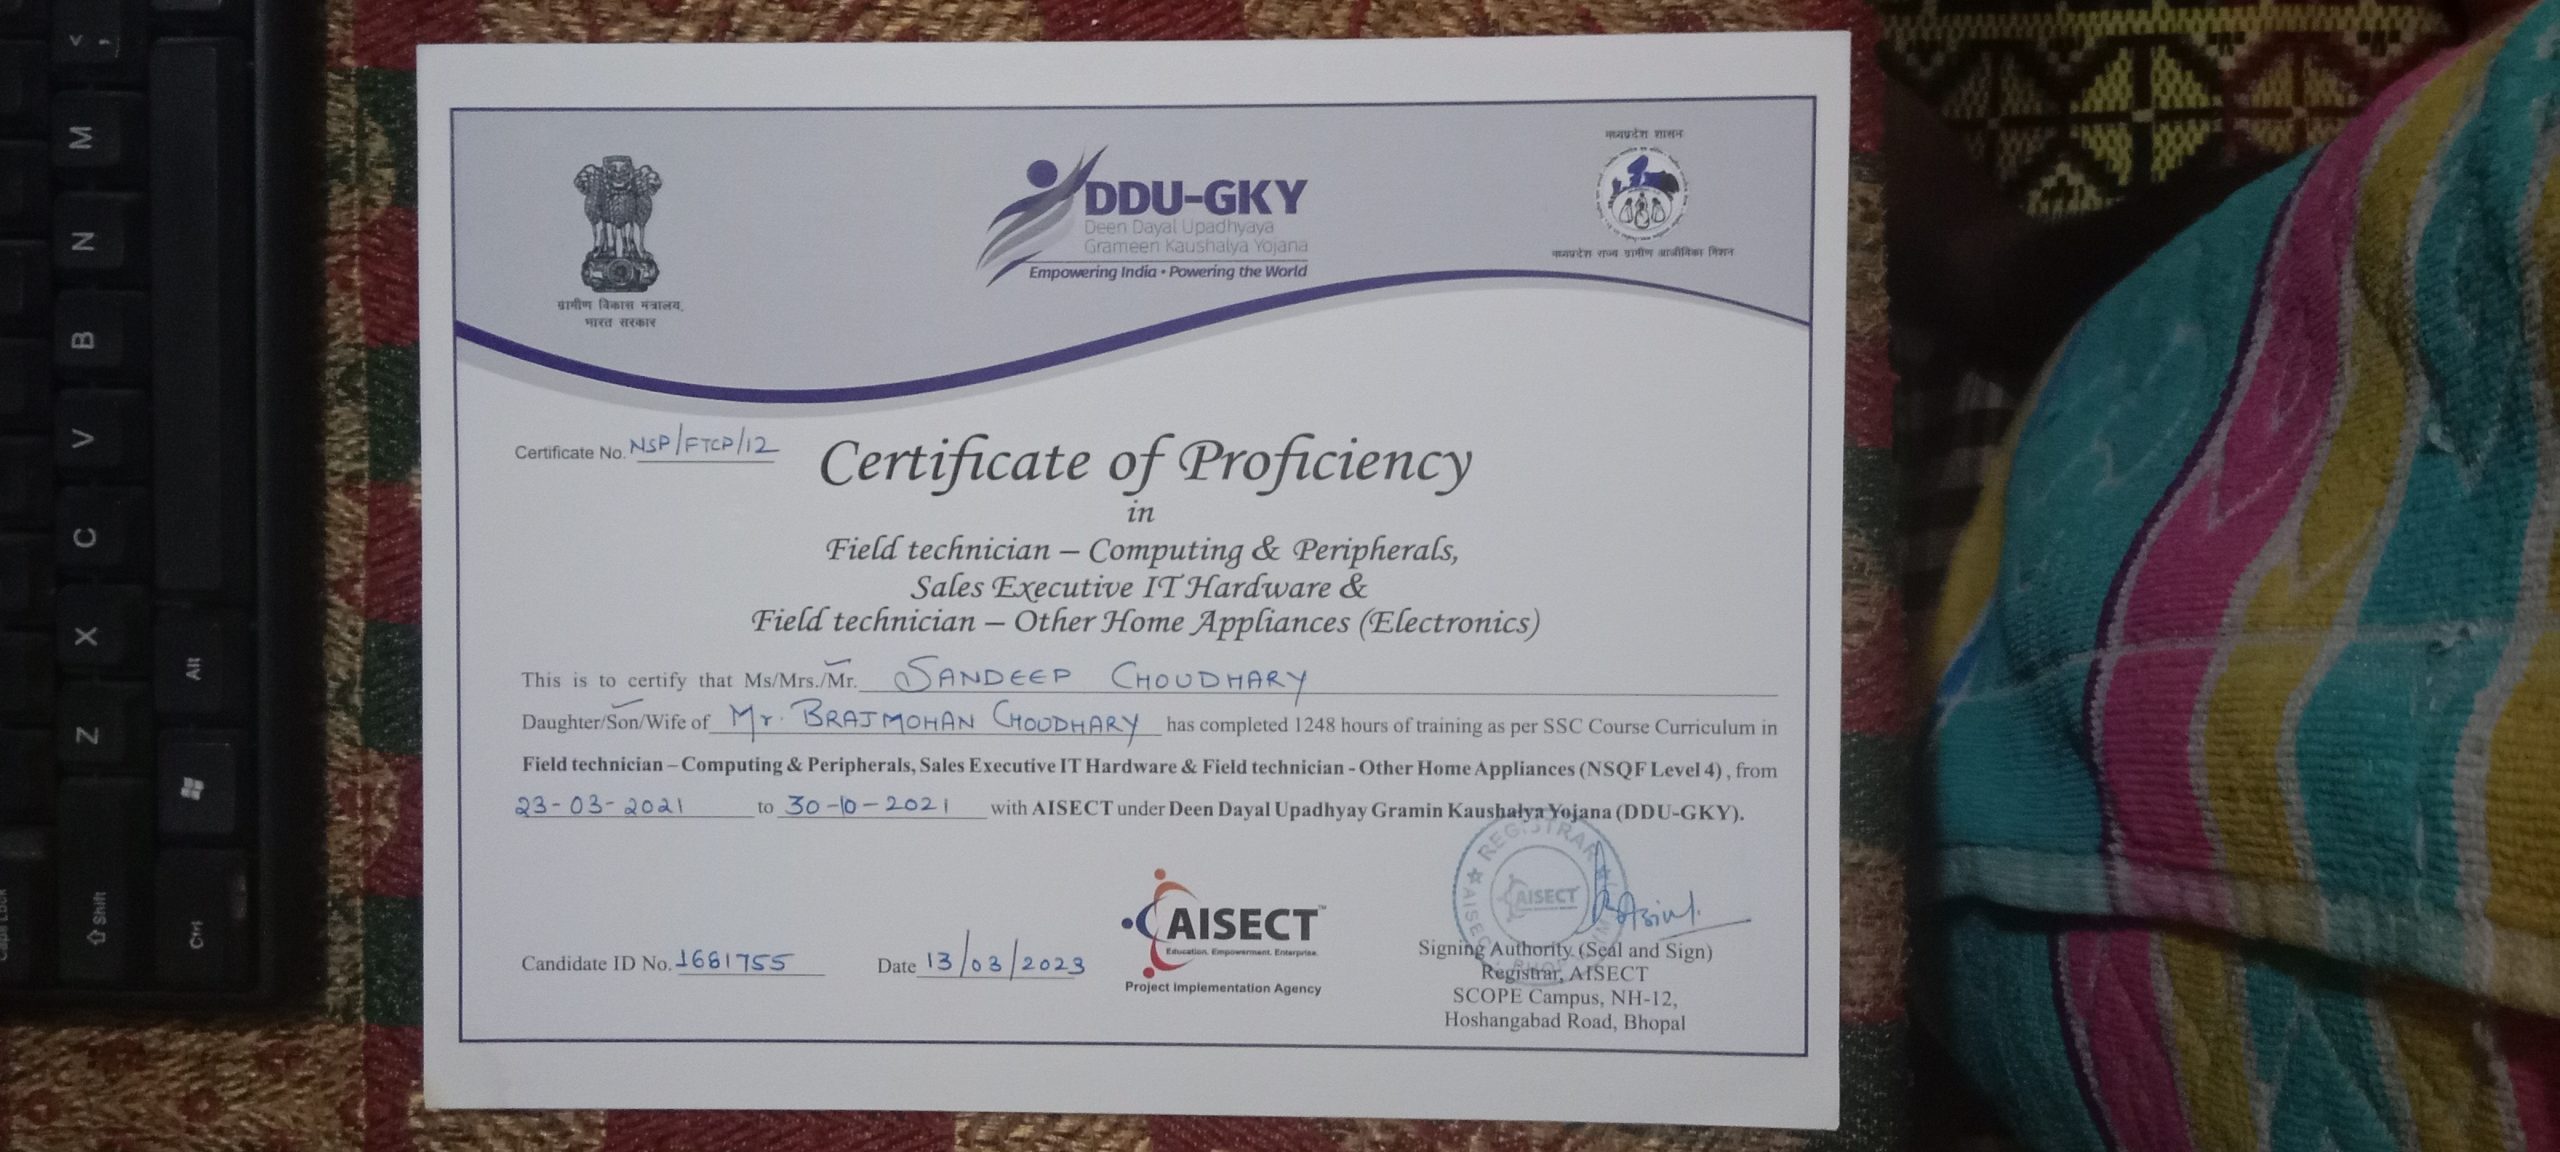 ग्रामीण विकास मंत्रालय,
भारत सरकार
DDU-GKY
Deen Dayal Upadhyaya
Grameen Kaushalya Yojana
Empowering India • Powering the World
मध्यप्रदेश शासन
मध्यप्रदेश राज्य ग्रामीण आजीविका मिशन
Certificate No. NSP/FTCP/12
Certificate of Proficiency
in
Field technician – Computing & Peripherals,
Sales Executive IT Hardware &
Field technician – Other Home Appliances (Electronics)
This is to certify that Ms/Mrs./Mr. SANDEEP CHOUDHARY
Daughter/Son/Wife of Mr. BRAJMOHAN CHOUDHARY has completed 1248 hours of training as per SSC Course Curriculum in
Field technician – Computing & Peripherals, Sales Executive IT Hardware & Field technician - Other Home Appliances (NSQF Level 4), from
23-03-2021 to 30-10-2021 with AISECT under Deen Dayal Upadhyay Gramin Kaushalya Yojana (DDU-GKY).
Candidate ID No. 1681755
Date 13/03/2023
AISECT™
Education. Empowerment. Enterprise.
Project Implementation Agency
REGISTRAR
AISECT
Signing Authority (Seal and Sign)
Registrar, AISECT
SCOPE Campus, NH-12,
Hoshangabad Road, Bhopal
< ,
M
N
B
V
C
X
Z
Shift
Alt
Ctrl